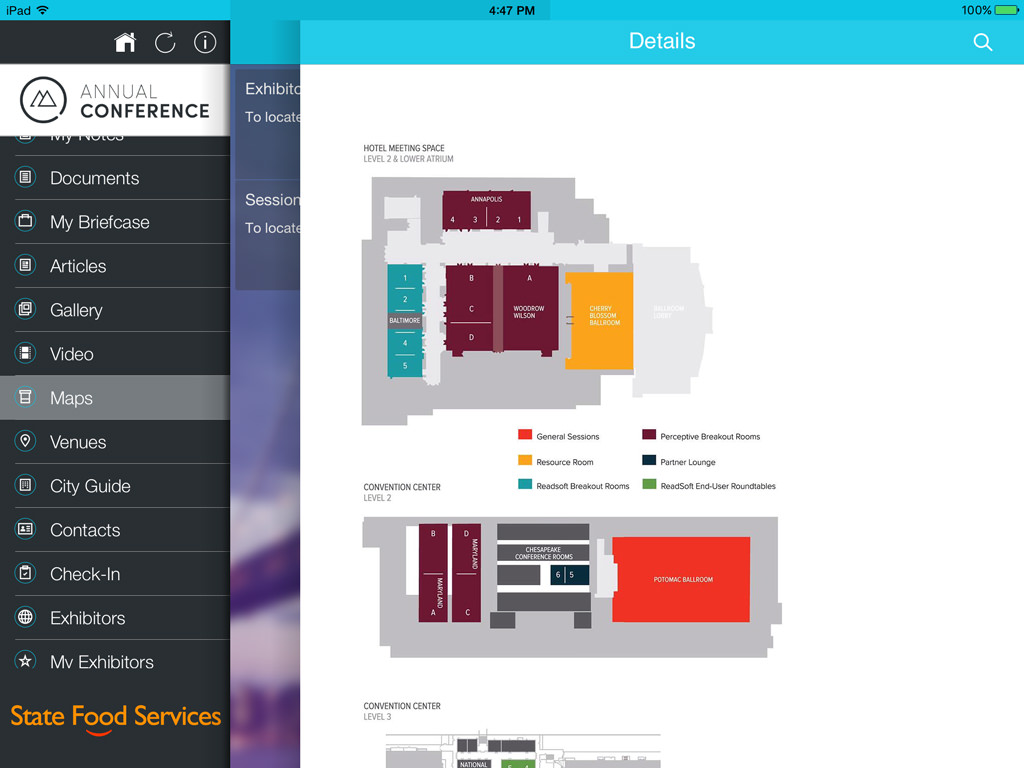 iPad
4:47 PM
100%
Details
ANNUAL
CONFERENCE
My Notes
Documents
My Briefcase
Articles
Gallery
Video
Maps
Venues
City Guide
Contacts
Check-In
Exhibitors
My Exhibitors
State Food Services
Exhibito
To locate
Session
To locate
HOTEL MEETING SPACE
LEVEL 2 & LOWER ATRIUM
ANNAPOLIS
4 3 2 1
1
2
BALTIMORE
4
5
B
C
D
A
WOODROW
WILSON
CHERRY
BLOSSOM
BALLROOM
BALLROOM
LOBBY
General Sessions
Perceptive Breakout Rooms
Resource Room
Partner Lounge
Readsoft Breakout Rooms
ReadSoft End-User Roundtables
CONVENTION CENTER
LEVEL 2
B
MARYLAND
A
D
MARYLAND
C
CHESAPEAKE
CONFERENCE ROOMS
6 5
POTOMAC BALLROOM
CONVENTION CENTER
LEVEL 3
NATIONAL